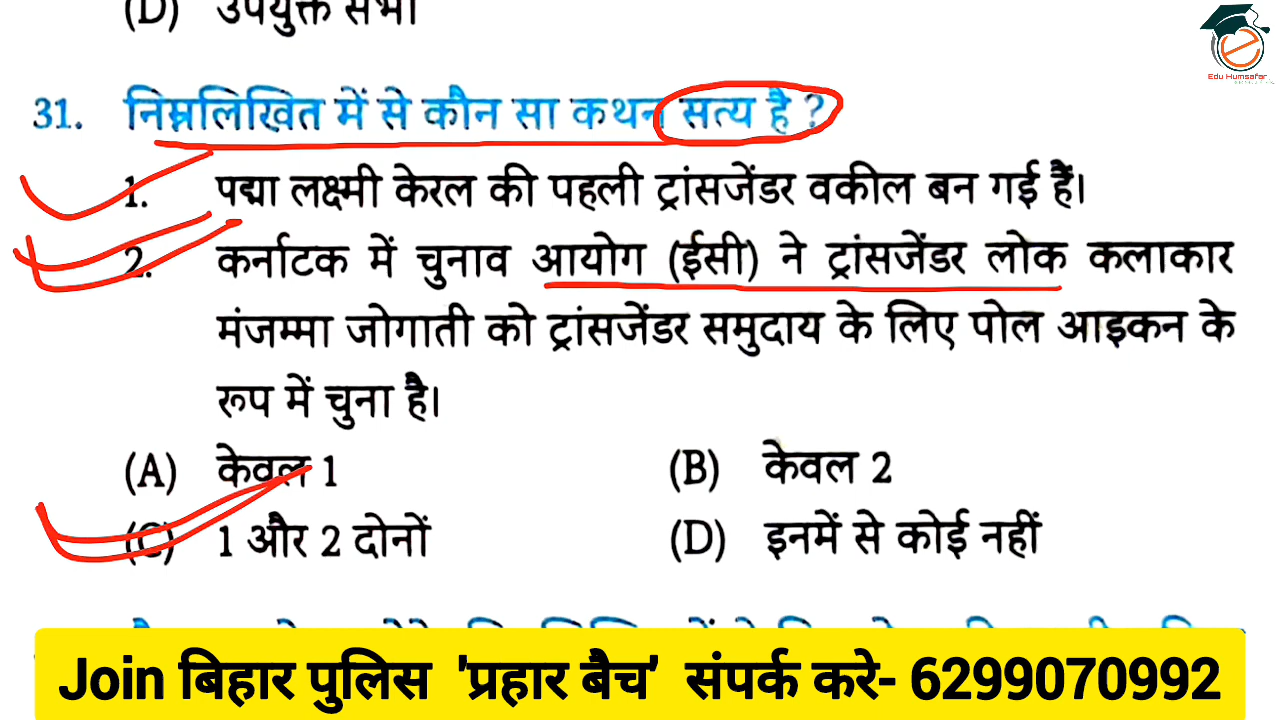 (D) उपर्युक्त सभी
Edu Humsafar
31. निम्नलिखित में से कौन सा कथन सत्य है ?
1. पद्मा लक्ष्मी केरल की पहली ट्रांसजेंडर वकील बन गई हैं।
2. कर्नाटक में चुनाव आयोग (ईसी) ने ट्रांसजेंडर लोक कलाकार
मंजम्मा जोगाती को ट्रांसजेंडर समुदाय के लिए पोल आइकन के
रूप में चुना है।
(A) केवल 1 (B) केवल 2
(C) 1 और 2 दोनों (D) इनमें से कोई नहीं
Join बिहार पुलिस 'प्रहार बैच' संपर्क करे- 6299070992